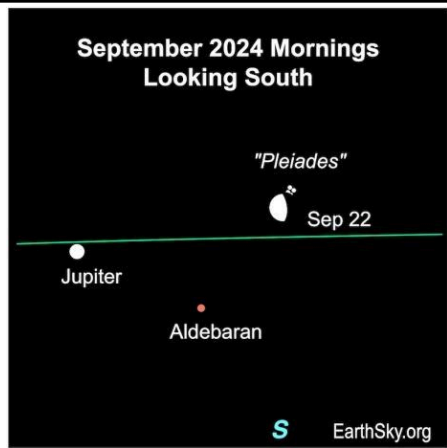 September 2024 Mornings
Looking South
"Pleiades"
Sep 22
Jupiter
Aldebaran
S EarthSky.org